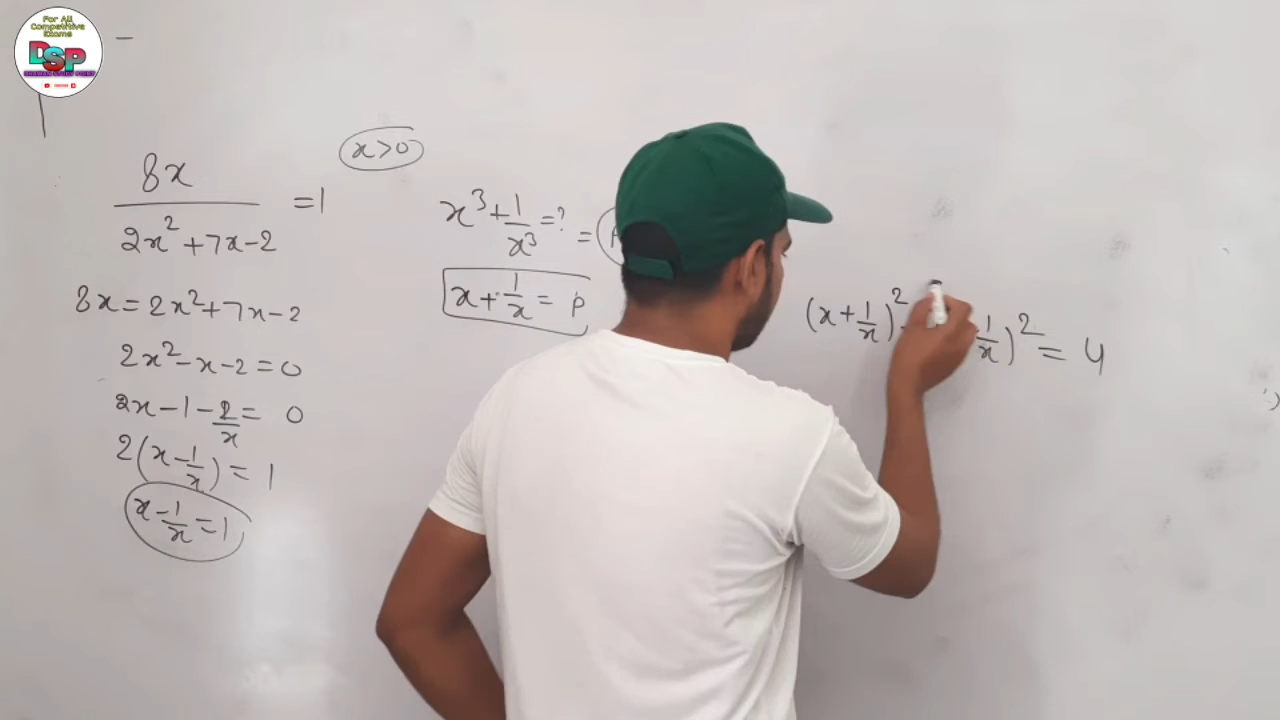 For All
Competitive
Exams
DSP
x>0
8x / 2x²+7x-2 =1
8x=2x²+7x-2
2x²-x-2=0
2x-1-2/x= 0
2(x-1/x)=1
x-1/x=1
x³+1/x³=?
=
x+1/x= p
(x+1/x)²
1/x)²= 4